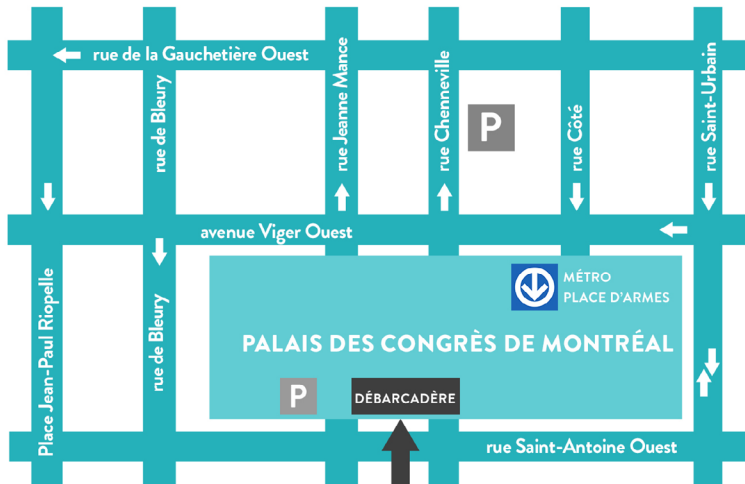 rue de la Gauchetière Ouest
rue de Bleury
rue Jeanne Mance
rue Chenneville
P
rue Côté
rue Saint-Urbain
avenue Viger Ouest
Place Jean-Paul Riopelle
rue de Bleury
MÉTRO
PLACE D'ARMES
PALAIS DES CONGRÈS DE MONTRÉAL
P
DÉBARCADÈRE
rue Saint-Antoine Ouest